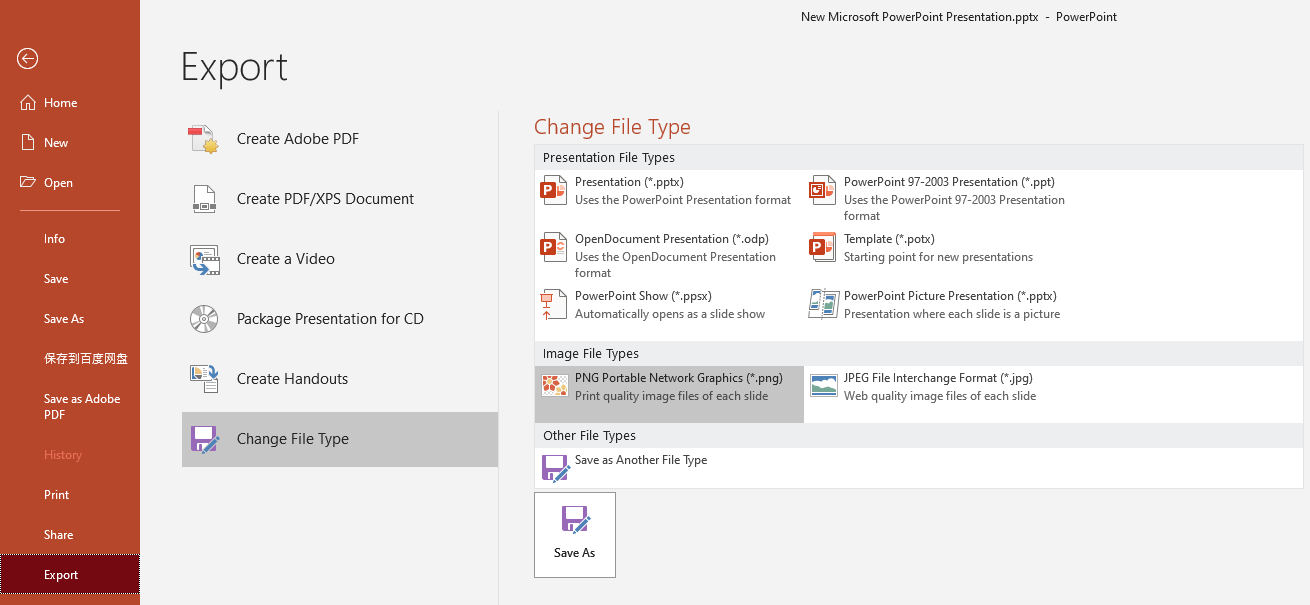 New Microsoft PowerPoint Presentation.pptx - PowerPoint
Home
New
Open
Info
Save
Save As
保存到百度网盘
Save as Adobe
PDF
History
Print
Share
Export
Export
Create Adobe PDF
Create PDF/XPS Document
Create a Video
Package Presentation for CD
Create Handouts
Change File Type
Change File Type
Presentation File Types
Presentation (*.pptx)
Uses the PowerPoint Presentation format
PowerPoint 97-2003 Presentation (*.ppt)
Uses the PowerPoint 97-2003 Presentation
format
OpenDocument Presentation (*.odp)
Uses the OpenDocument Presentation
format
Template (*.potx)
Starting point for new presentations
PowerPoint Show (*.ppsx)
Automatically opens as a slide show
PowerPoint Picture Presentation (*.pptx)
Presentation where each slide is a picture
Image File Types
PNG Portable Network Graphics (*.png)
Print quality image files of each slide
JPEG File Interchange Format (*.jpg)
Web quality image files of each slide
Other File Types
Save as Another File Type
Save As